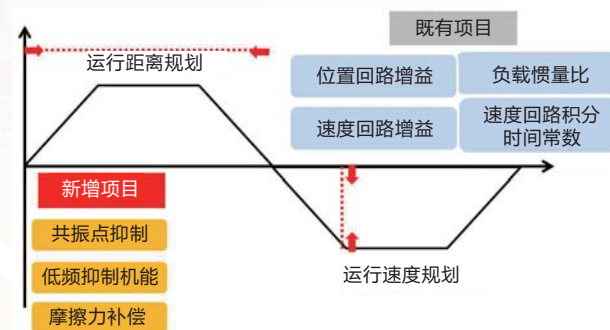 既有项目
运行距离规划
位置回路增益
负载惯量比
速度回路增益
速度回路积分
时间常数
新增项目
共振点抑制
低频抑制机能
摩擦力补偿
运行速度规划